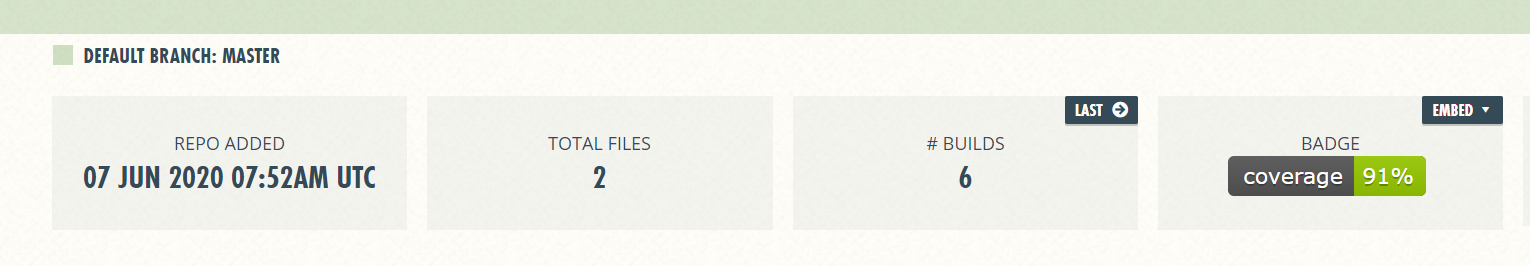 DEFAULT BRANCH: MASTER
REPO ADDED
07 JUN 2020 07:52AM UTC
TOTAL FILES
2
LAST
# BUILDS
6
EMBED
BADGE
coverage 91%